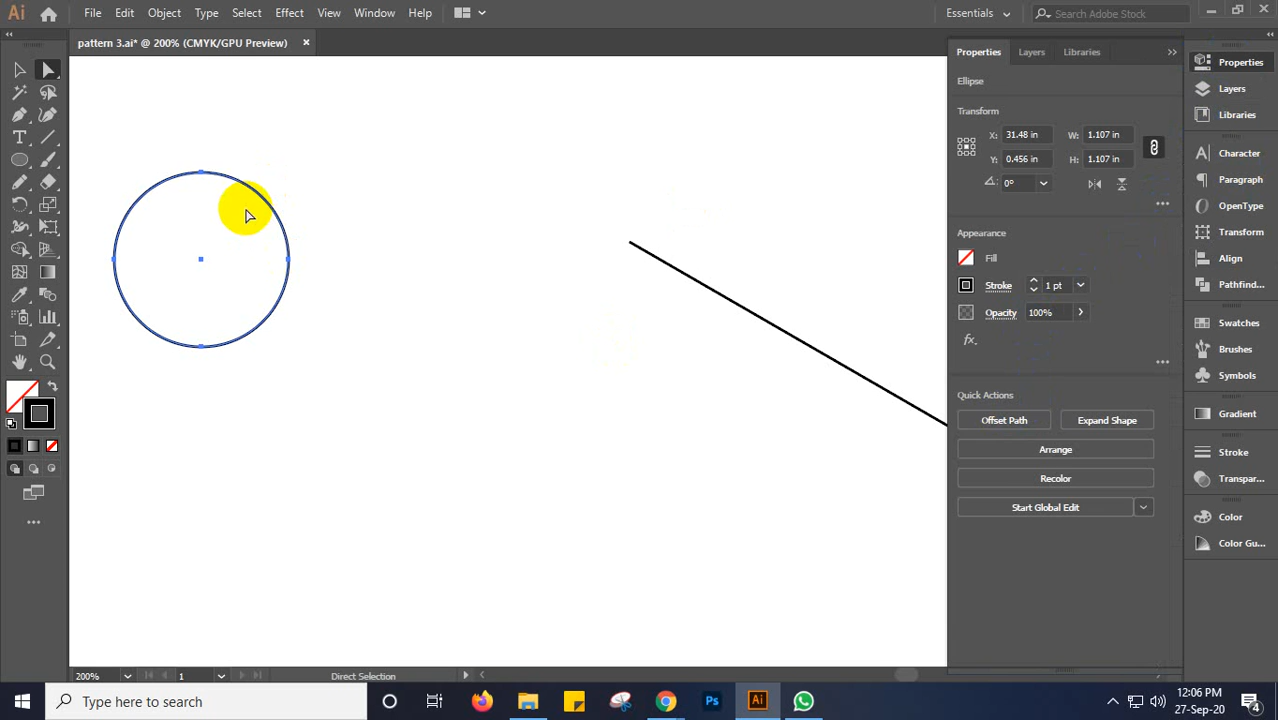 Ai File Edit Object Type Select Effect View Window Help Essentials Search Adobe Stock
pattern 3.ai* @ 200% (CMYK/GPU Preview) ×
Properties Layers Libraries
Ellipse
Transform
X: 31.48 in W: 1.107 in
Y: 0.456 in H: 1.107 in
0°
Appearance
Fill
Stroke 1 pt
Opacity 100%
fx.
Quick Actions
Offset Path Expand Shape
Arrange
Recolor
Start Global Edit
Properties
Layers
Libraries
Character
Paragraph
OpenType
Transform
Align
Pathfind...
Swatches
Brushes
Symbols
Gradient
Stroke
Transpar...
Color
Color Gu...
200% 1 Direct Selection
Type here to search
Ps Ai
12:06 PM
27-Sep-20
4